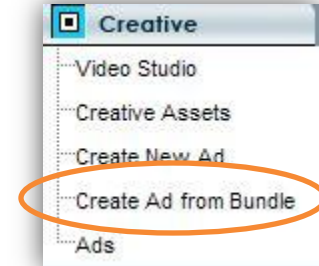 Creative
Video Studio
Creative Assets
Create New Ad
Create Ad from Bundle
Ads